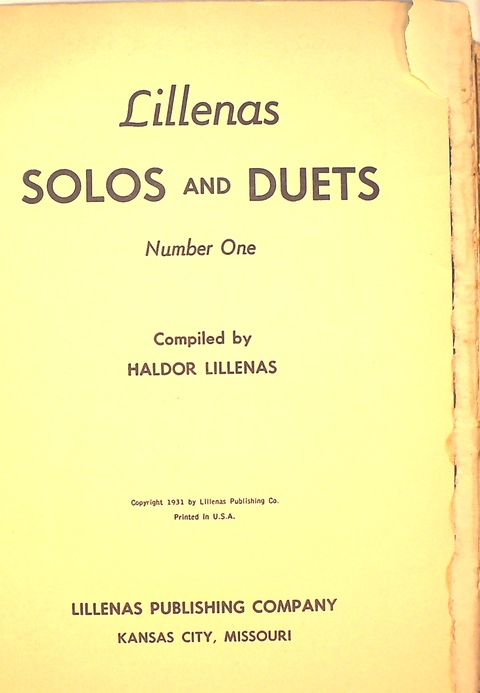 Lillenas
SOLOS AND DUETS
Number One
Compiled by
HALDOR LILLENAS
Copyright 1931 by Lillenas Publishing Co.
Printed in U.S.A.
LILLENAS PUBLISHING COMPANY
KANSAS CITY, MISSOURI